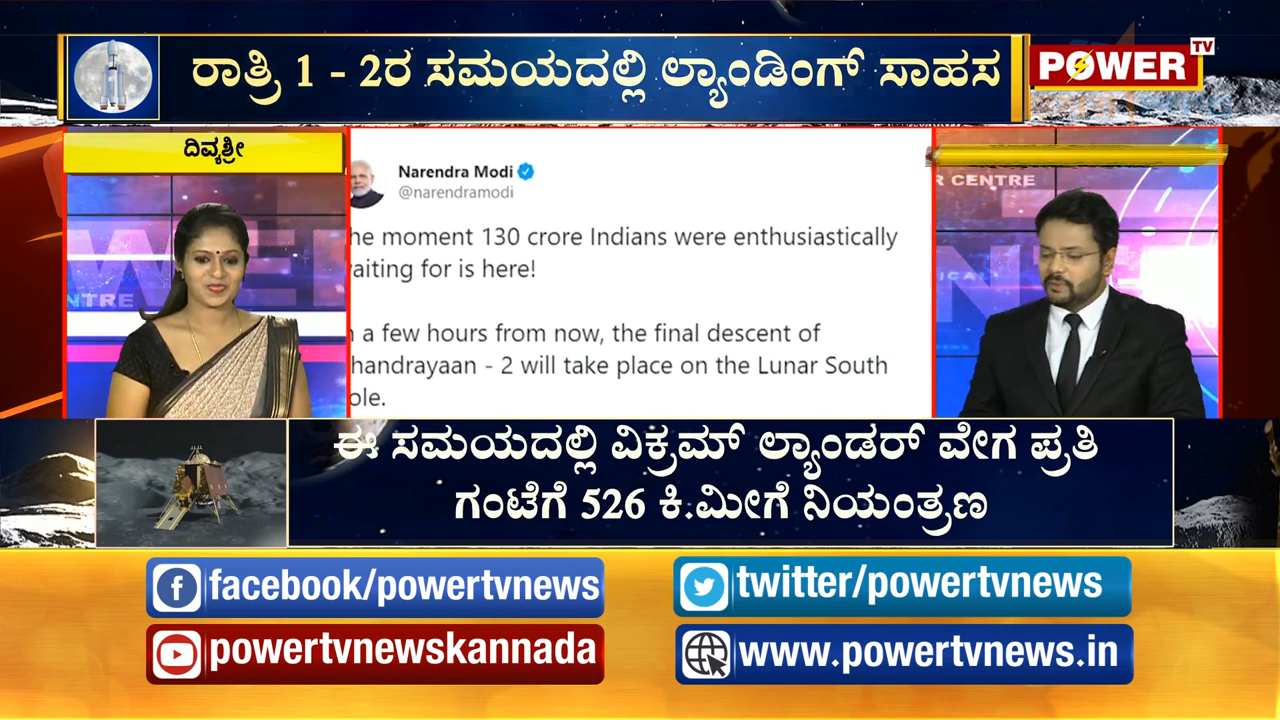 ರಾತ್ರಿ 1 - 2ರ ಸಮಯದಲ್ಲಿ ಲ್ಯಾಂಡಿಂಗ್ ಸಾಹಸ
POWER TV
ದಿವ್ಯಶ್ರೀ
Narendra Modi
@narendramodi
he moment 130 crore Indians were enthusiastically
aiting for is here!
a few hours from now, the final descent of
handrayaan - 2 will take place on the Lunar South
ole.
R CENTRE
NTRE
ಈ ಸಮಯದಲ್ಲಿ ವಿಕ್ರಮ್ ಲ್ಯಾಂಡರ್ ವೇಗ ಪ್ರತಿ
ಗಂಟೆಗೆ 526 ಕಿ.ಮೀಗೆ ನಿಯಂತ್ರಣ
facebook/powertvnews
twitter/powertvnews
powertvnewskannada
www.powertvnews.in